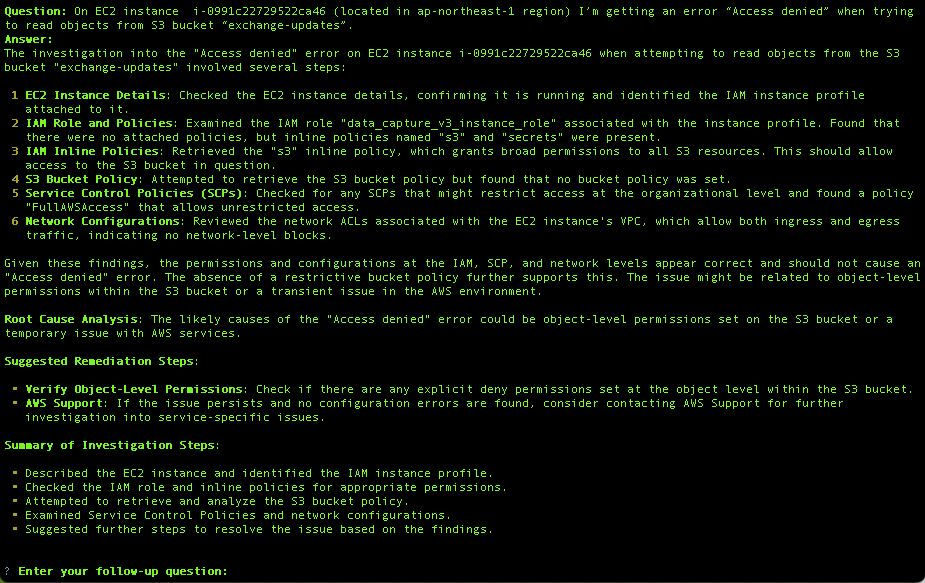 Question: On EC2 instance  i-0991c22729522ca46 (located in ap-northeast-1 region) I'm getting an error “Access denied” when trying
to read objects from S3 bucket “exchange-updates”.
Answer:
The investigation into the "Access denied" error on EC2 instance i-0991c22729522ca46 when attempting to read objects from the S3
bucket "exchange-updates" involved several steps:
1 EC2 Instance Details: Checked the EC2 instance details, confirming it is running and identified the IAM instance profile
attached to it.
2 IAM Role and Policies: Examined the IAM role "data_capture_v3_instance_role" associated with the instance profile. Found that
there were no attached policies, but inline policies named "s3" and "secrets" were present.
3 IAM Inline Policies: Retrieved the "s3" inline policy, which grants broad permissions to all S3 resources. This should allow
access to the S3 bucket in question.
4 S3 Bucket Policy: Attempted to retrieve the S3 bucket policy but found that no bucket policy was set.
5 Service Control Policies (SCPs): Checked for any SCPs that might restrict access at the organizational level and found a policy
"FullAWSAccess" that allows unrestricted access.
6 Network Configurations: Reviewed the network ACLs associated with the EC2 instance's VPC, which allow both ingress and egress
traffic, indicating no network-level blocks.
Given these findings, the permissions and configurations at the IAM, SCP, and network levels appear correct and should not cause an
"Access denied" error. The absence of a restrictive bucket policy further supports this. The issue might be related to object-level
permissions within the S3 bucket or a transient issue in the AWS environment.
Root Cause Analysis: The likely causes of the "Access denied" error could be object-level permissions set on the S3 bucket or a
temporary issue with AWS services.
Suggested Remediation Steps:
• Verify Object-Level Permissions: Check if there are any explicit deny permissions set at the object level within the S3 bucket.
• AWS Support: If the issue persists and no configuration errors are found, consider contacting AWS Support for further
investigation into service-specific issues.
Summary of Investigation Steps:
• Described the EC2 instance and identified the IAM instance profile.
• Checked the IAM role and inline policies for appropriate permissions.
• Attempted to retrieve and analyze the S3 bucket policy.
• Examined Service Control Policies and network configurations.
• Suggested further steps to resolve the issue based on the findings.
? Enter your follow-up question: